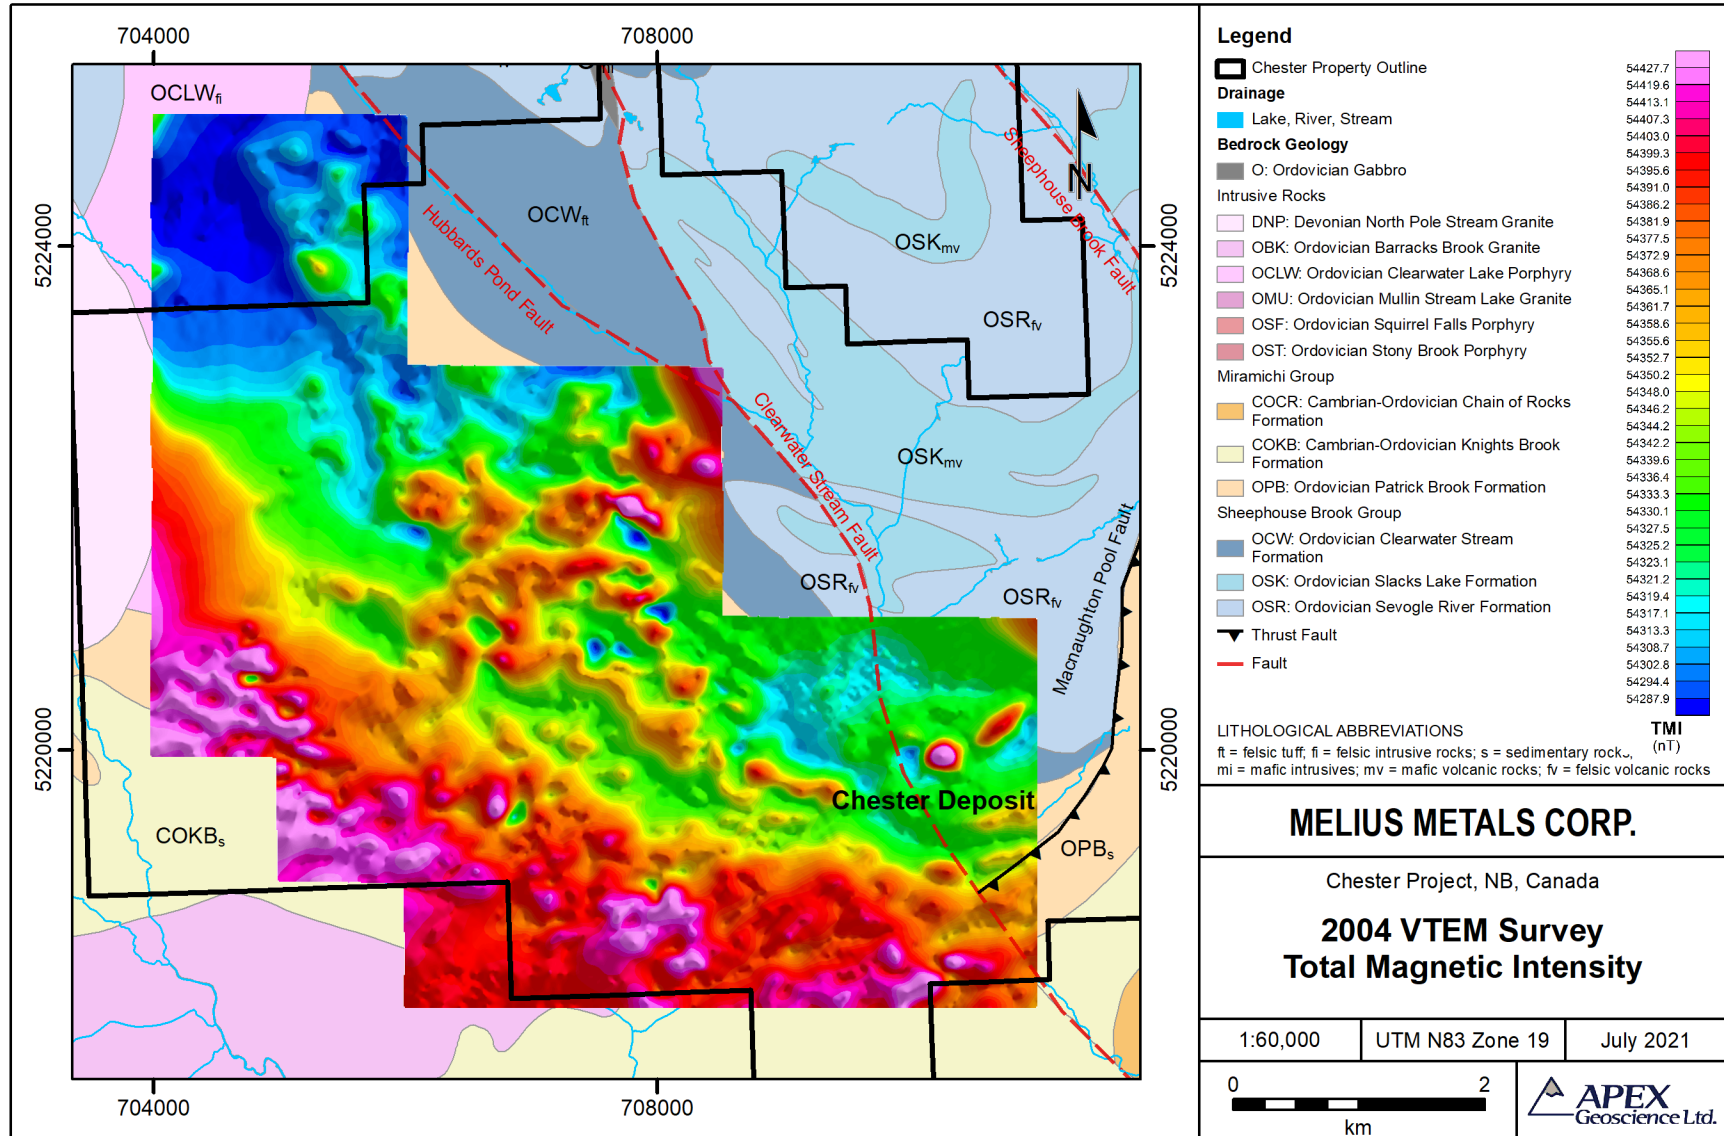 704000
708000
5224000
5220000
5224000
5220000
704000
708000
OCLWfi
OCWft
OSKmv
OSRfv
OSKmv
OSRfv
OSRfv
COKBs
OPBs
Hubbards Pond Fault
Clearwater Stream Fault
Sheephouse Brook Fault
Macnaughton Pool Fault
Chester Deposit
N
Legend
Chester Property Outline
Drainage
Lake, River, Stream
Bedrock Geology
O: Ordovician Gabbro
Intrusive Rocks
DNP: Devonian North Pole Stream Granite
OBK: Ordovician Barracks Brook Granite
OCLW: Ordovician Clearwater Lake Porphyry
OMU: Ordovician Mullin Stream Lake Granite
OSF: Ordovician Squirrel Falls Porphyry
OST: Ordovician Stony Brook Porphyry
Miramichi Group
COCR: Cambrian-Ordovician Chain of Rocks
Formation
COKB: Cambrian-Ordovician Knights Brook
Formation
OPB: Ordovician Patrick Brook Formation
Sheephouse Brook Group
OCW: Ordovician Clearwater Stream
Formation
OSK: Ordovician Slacks Lake Formation
OSR: Ordovician Sevogle River Formation
Thrust Fault
Fault
54427.7
54419.6
54413.1
54407.3
54403.0
54399.3
54395.6
54391.0
54386.2
54381.9
54377.5
54372.9
54368.6
54365.1
54361.7
54358.6
54355.6
54352.7
54350.2
54348.0
54346.2
54344.2
54342.2
54339.6
54336.4
54333.3
54330.1
54327.5
54325.2
54323.1
54321.2
54319.4
54317.1
54313.3
54308.7
54302.8
54294.4
54287.9
TMI
(nT)
LITHOLOGICAL ABBREVIATIONS
ft = felsic tuff; fi = felsic intrusive rocks; s = sedimentary rocks,
mi = mafic intrusives; mv = mafic volcanic rocks; fv = felsic volcanic rocks
MELIUS METALS CORP.
Chester Project, NB, Canada
2004 VTEM Survey
Total Magnetic Intensity
1:60,000
UTM N83 Zone 19
July 2021
0
2
km
APEX
Geoscience Ltd.